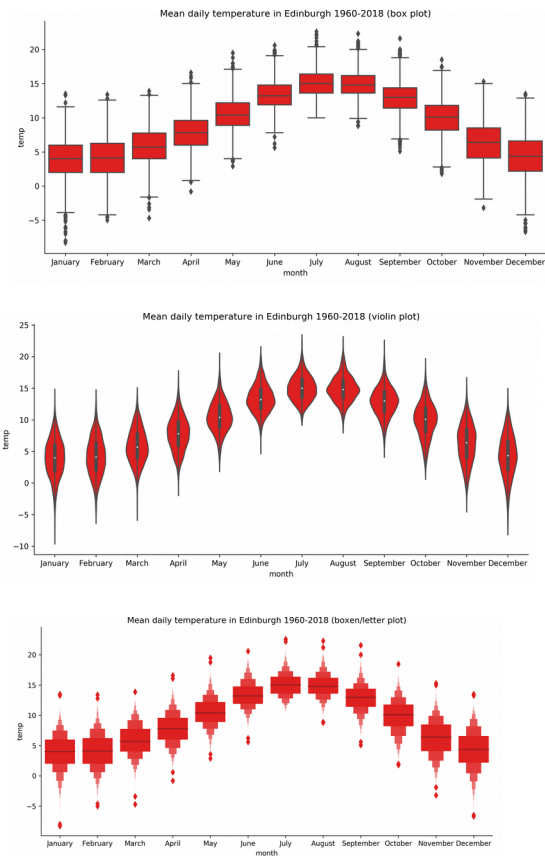 Mean daily temperature in Edinburgh 1960-2018 (box plot)
20
15
10
5
0
−5
temp
January February March April May June July August September October November December
month
Mean daily temperature in Edinburgh 1960-2018 (violin plot)
25
20
15
10
5
0
−5
−10
temp
January February March April May June July August September October November December
month
Mean daily temperature in Edinburgh 1960-2018 (boxen/letter plot)
20
15
10
5
0
−5
temp
January February March April May June July August September October November December
month